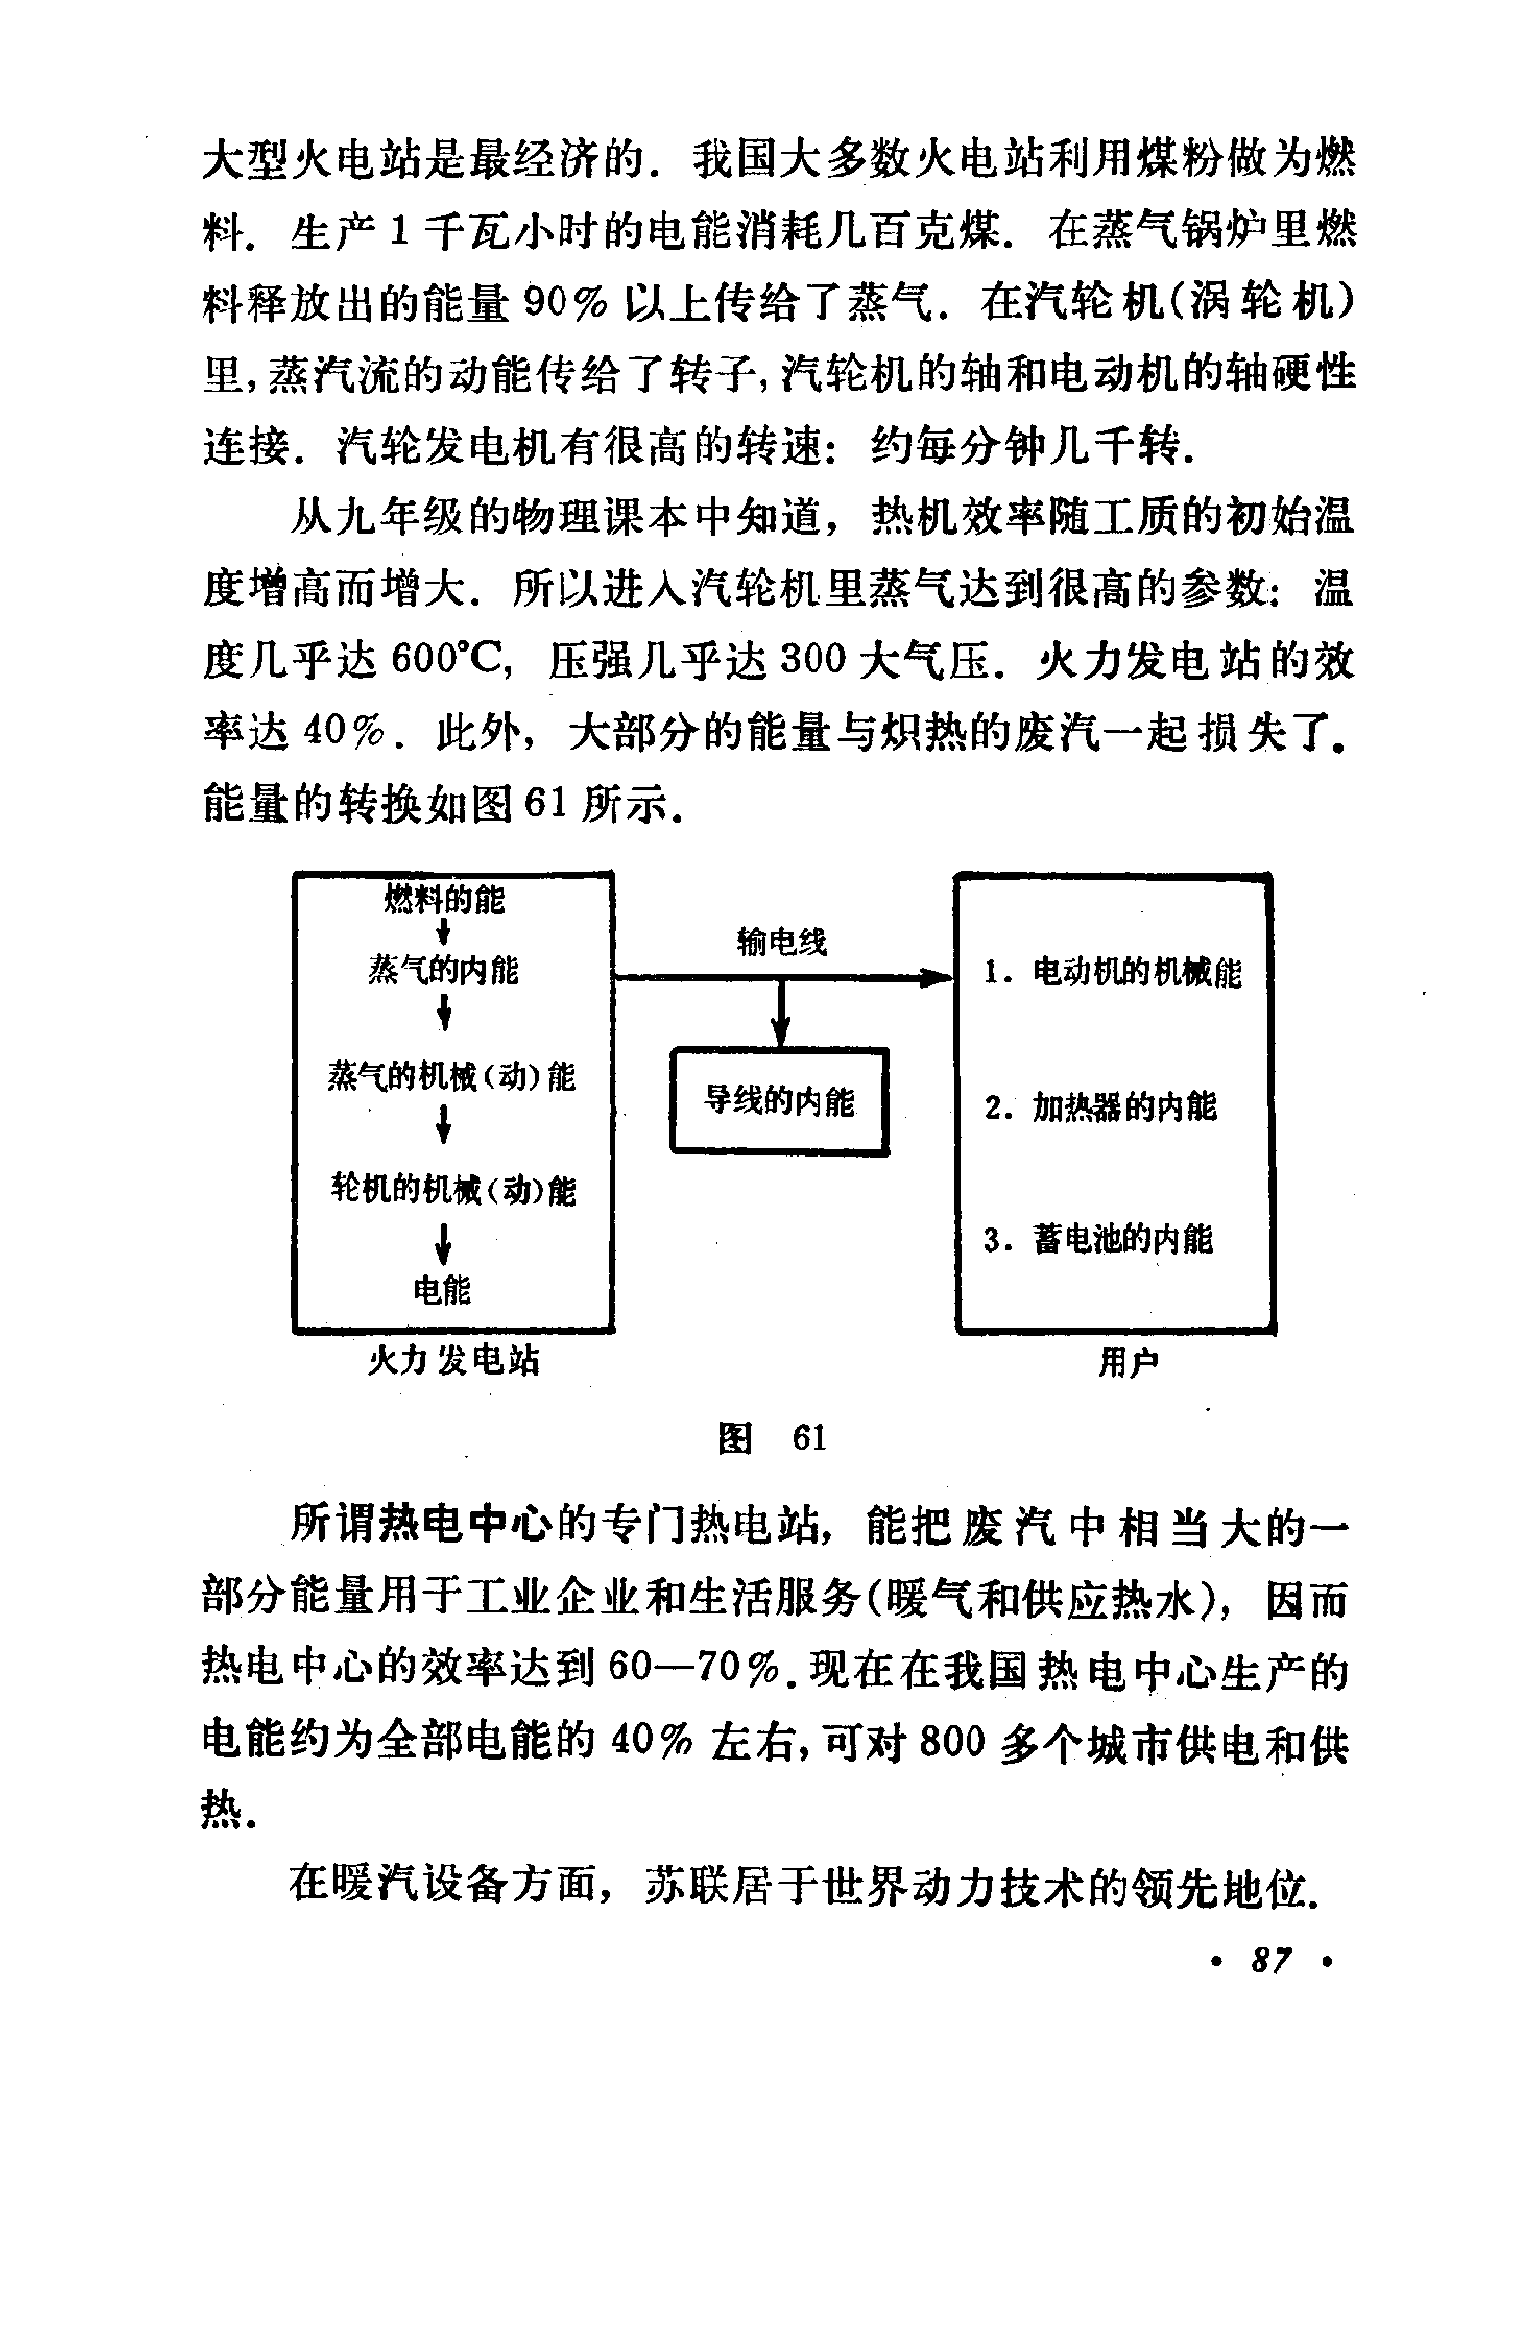 大型火电站是最经济的．我国大多数火电站利用煤粉做为燃
料．生产1千瓦小时的电能消耗几百克煤．在蒸气锅炉里燃
料释放出的能量90%以上传给了蒸气．在汽轮机(涡轮机)
里,蒸汽流的动能传给了转子,汽轮机的轴和电动机的轴硬性
连接．汽轮发电机有很高的转速：约每分钟几千转．
从九年级的物理课本中知道，热机效率随工质的初始温
度增高而增大．所以进入汽轮机里蒸气达到很高的参数：温
度几乎达600℃，压强几乎达300大气压．火力发电站的效
率达40%．此外，大部分的能量与炽热的废汽一起损失了．
能量的转换如图61所示．
燃料的能
↓
蒸气的内能
↓
蒸气的机械(动)能
↓
轮机的机械(动)能
↓
电能
火力发电站
输电线
导线的内能
1．电动机的机械能
2．加热器的内能
3．蓄电池的内能
用户
图 61
所谓热电中心的专门热电站，能把废汽中相当大的一
部分能量用于工业企业和生活服务(暖气和供应热水)，因而
热电中心的效率达到60—70%．现在在我国热电中心生产的
电能约为全部电能的40%左右,可对800多个城市供电和供
热．
在暖汽设备方面，苏联居于世界动力技术的领先地位．
• 87 •